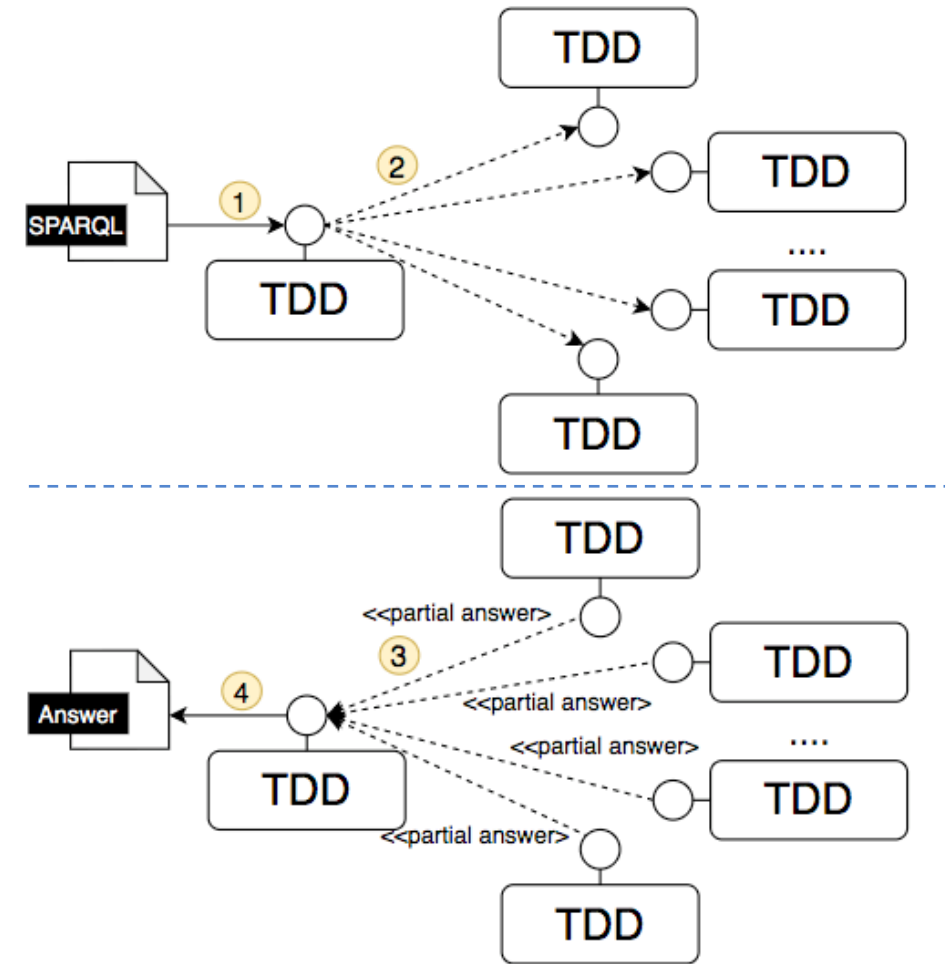 TDD
2
TDD
1
SPARQL
....
TDD
TDD
TDD
TDD
<<partial answer>
3
TDD
4
<<partial answer>
Answer
<<partial answer>
....
TDD
TDD
<<partial answer>
TDD